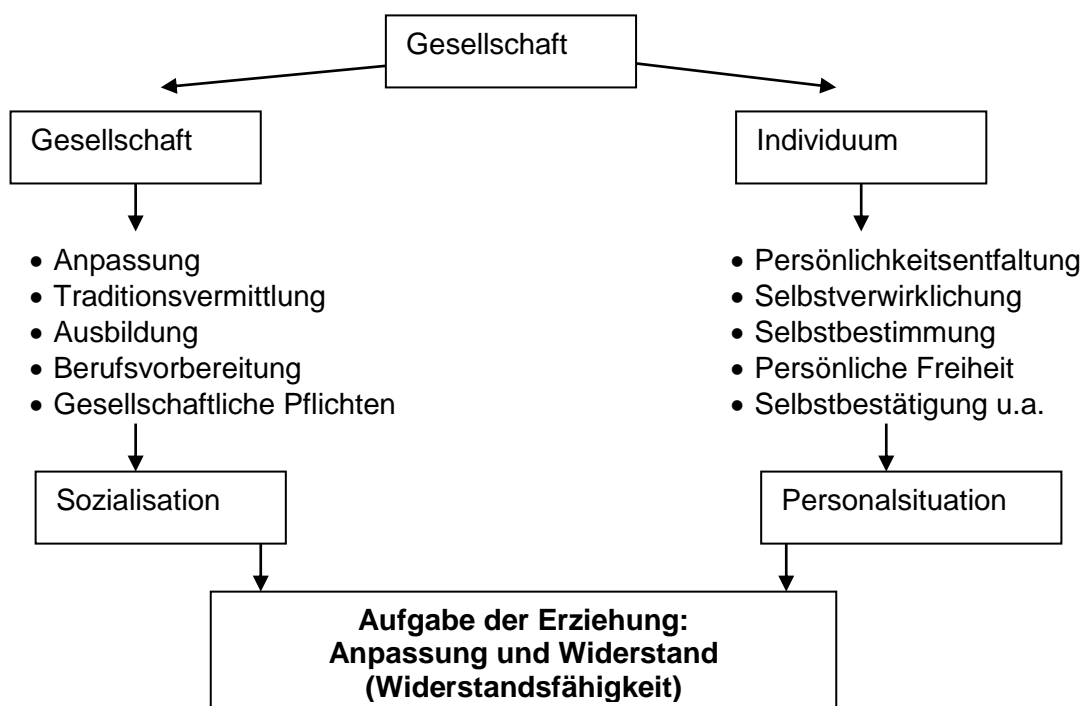 Gesellschaft
Gesellschaft
Individuum
• Anpassung
• Traditionsvermittlung
• Ausbildung
• Berufsvorbereitung
• Gesellschaftliche Pflichten
• Persönlichkeitsentfaltung
• Selbstverwirklichung
• Selbstbestimmung
• Persönliche Freiheit
• Selbstbestätigung u.a.
Sozialisation
Personalsituation
Aufgabe der Erziehung:
Anpassung und Widerstand
(Widerstandsfähigkeit)